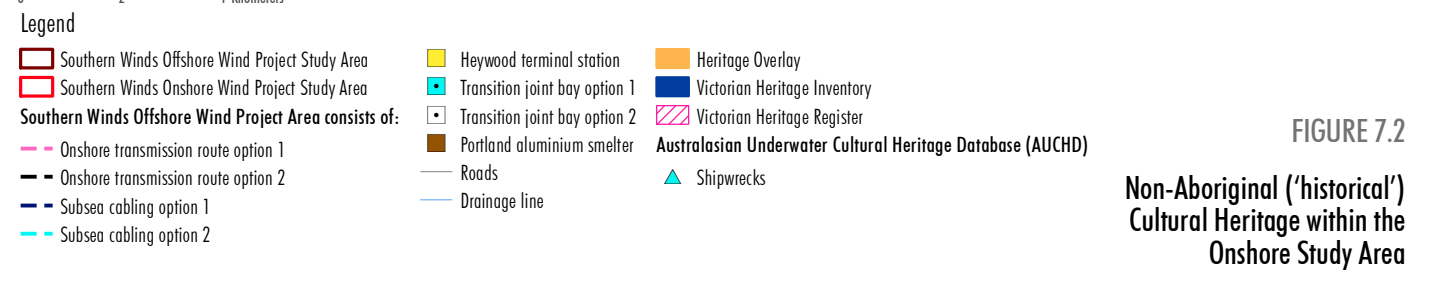 Legend
Southern Winds Offshore Wind Project Study Area
Southern Winds Onshore Wind Project Study Area
Southern Winds Offshore Wind Project Area consists of:
Onshore transmission route option 1
Onshore transmission route option 2
Subsea cabling option 1
Subsea cabling option 2
Heywood terminal station
Transition joint bay option 1
Transition joint bay option 2
Portland aluminium smelter
Roads
Drainage line
Heritage Overlay
Victorian Heritage Inventory
Victorian Heritage Register
Australasian Underwater Cultural Heritage Database (AUCHD)
Shipwrecks
FIGURE 7.2
Non-Aboriginal (‘historical’)
Cultural Heritage within the
Onshore Study Area